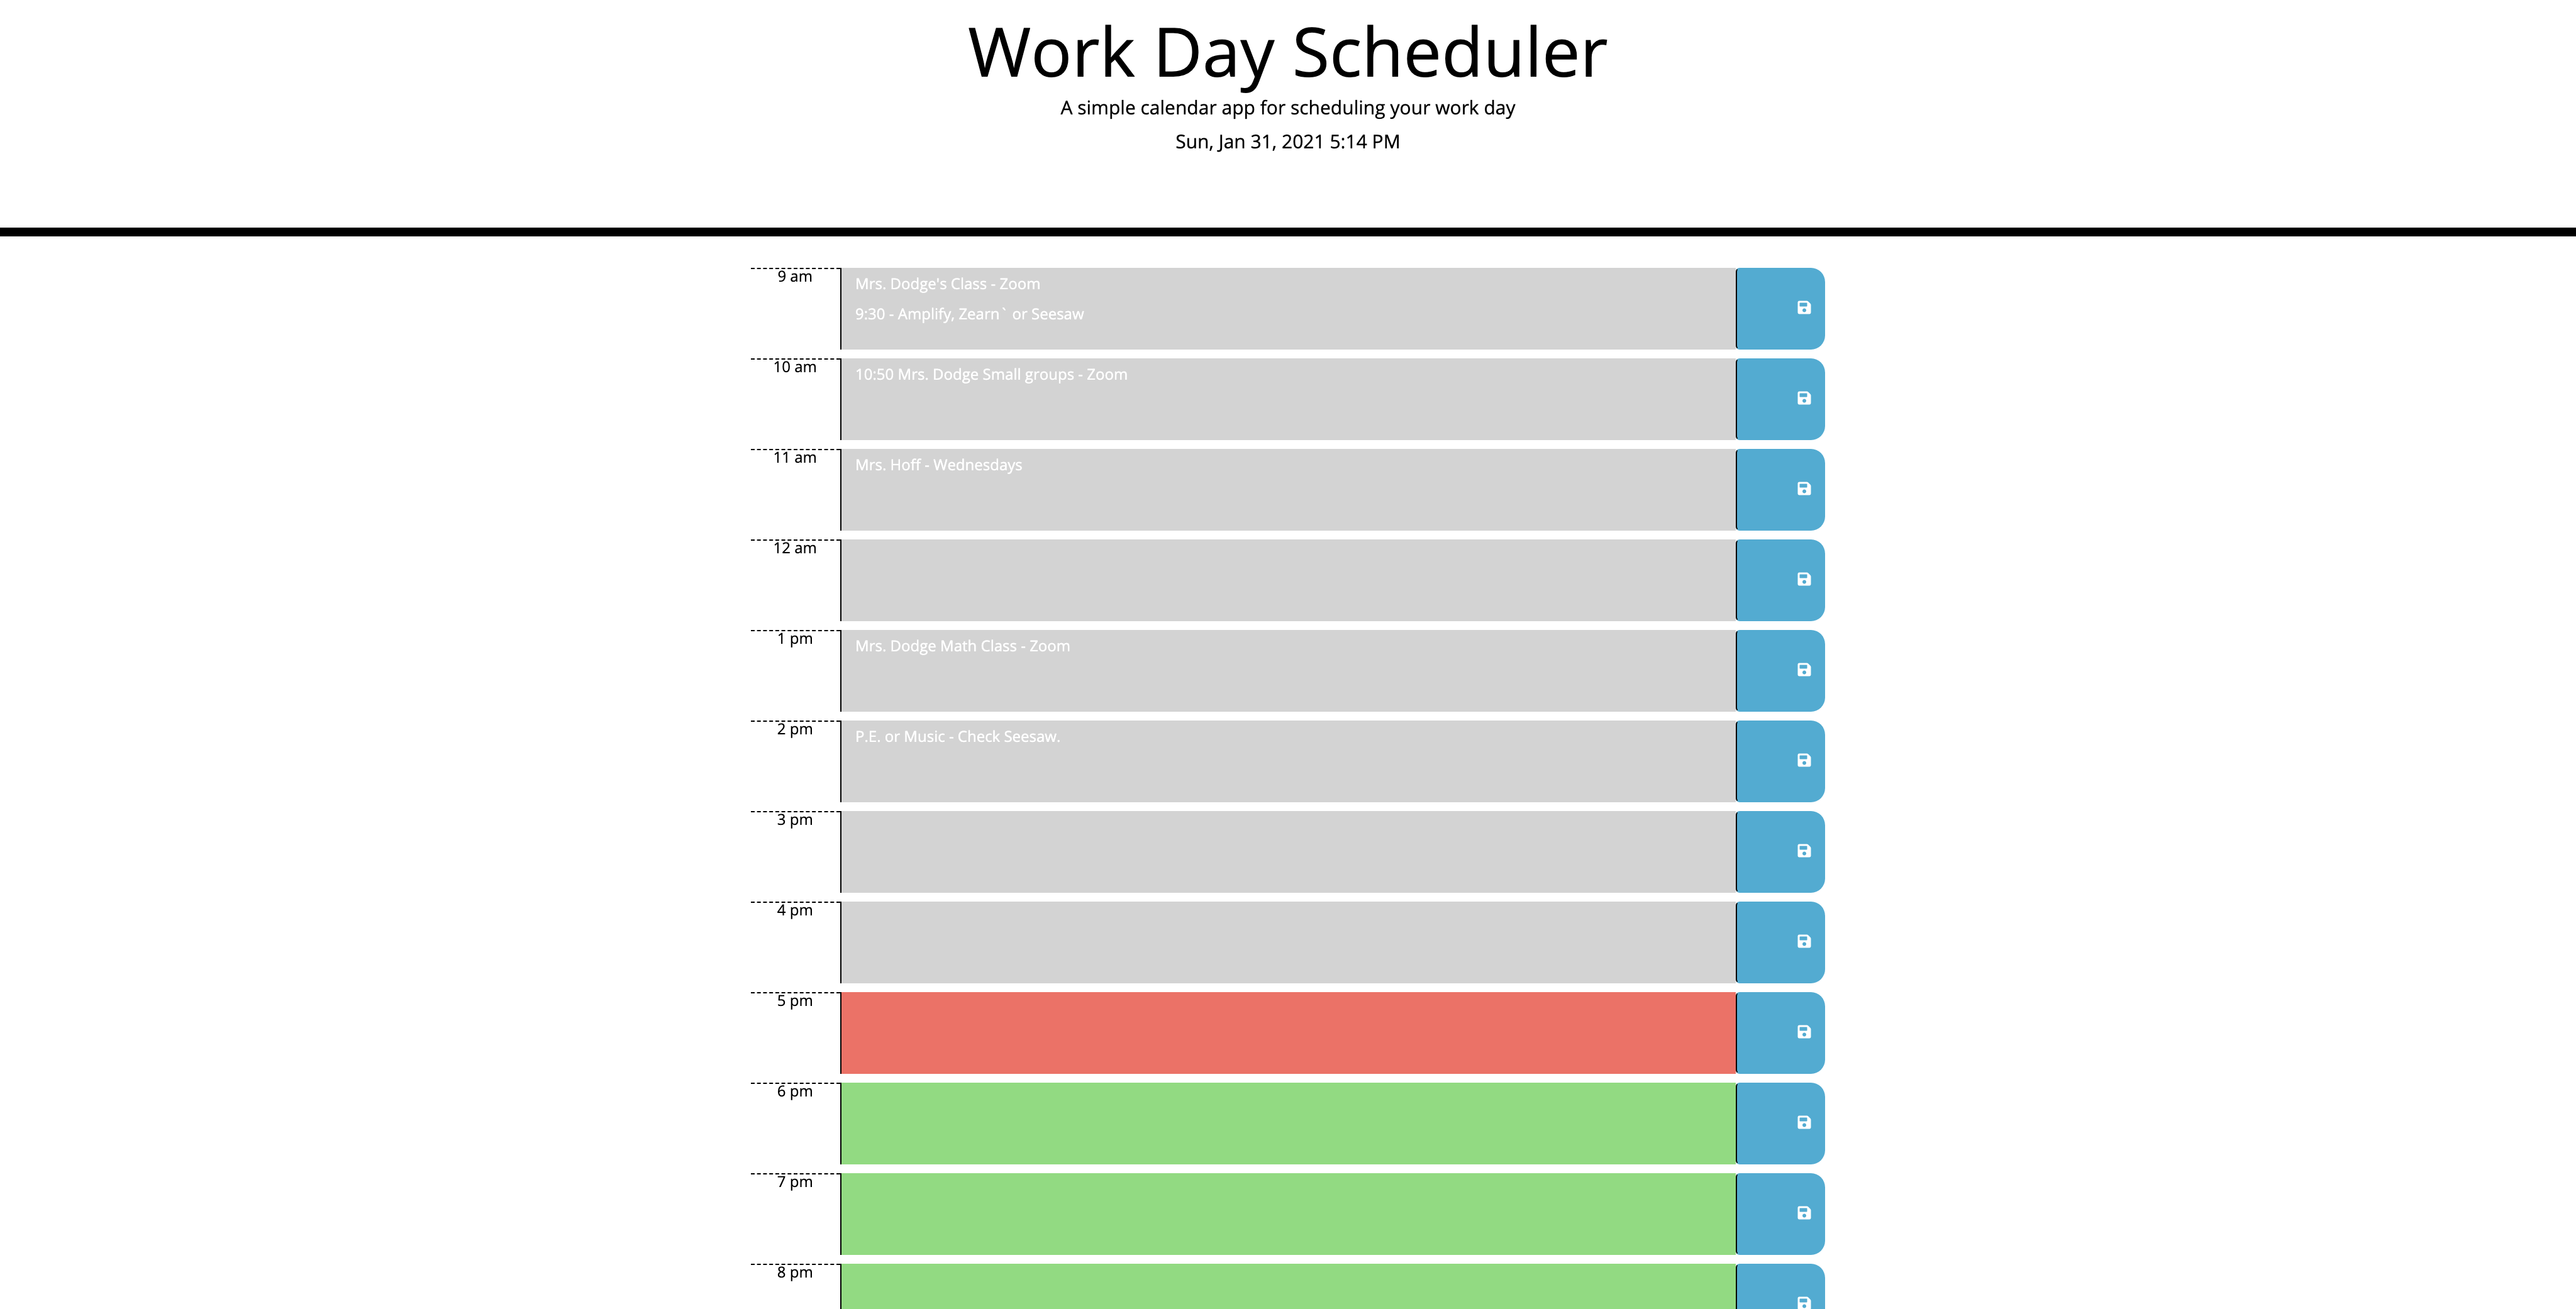 Work Day Scheduler
A simple calendar app for scheduling your work day
Sun, Jan 31, 2021 5:14 PM
9 am
Mrs. Dodge's Class - Zoom
9:30 - Amplify, Zearn` or Seesaw
10 am
10:50 Mrs. Dodge Small groups - Zoom
11 am
Mrs. Hoff - Wednesdays
12 am
1 pm
Mrs. Dodge Math Class - Zoom
2 pm
P.E. or Music - Check Seesaw.
3 pm
4 pm
5 pm
6 pm
7 pm
8 pm